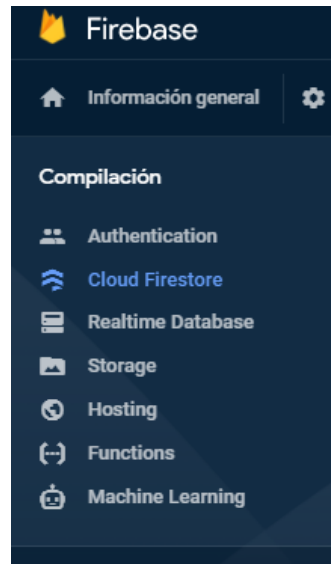 Firebase
Información general
Compilación
Authentication
Cloud Firestore
Realtime Database
Storage
Hosting
Functions
Machine Learning